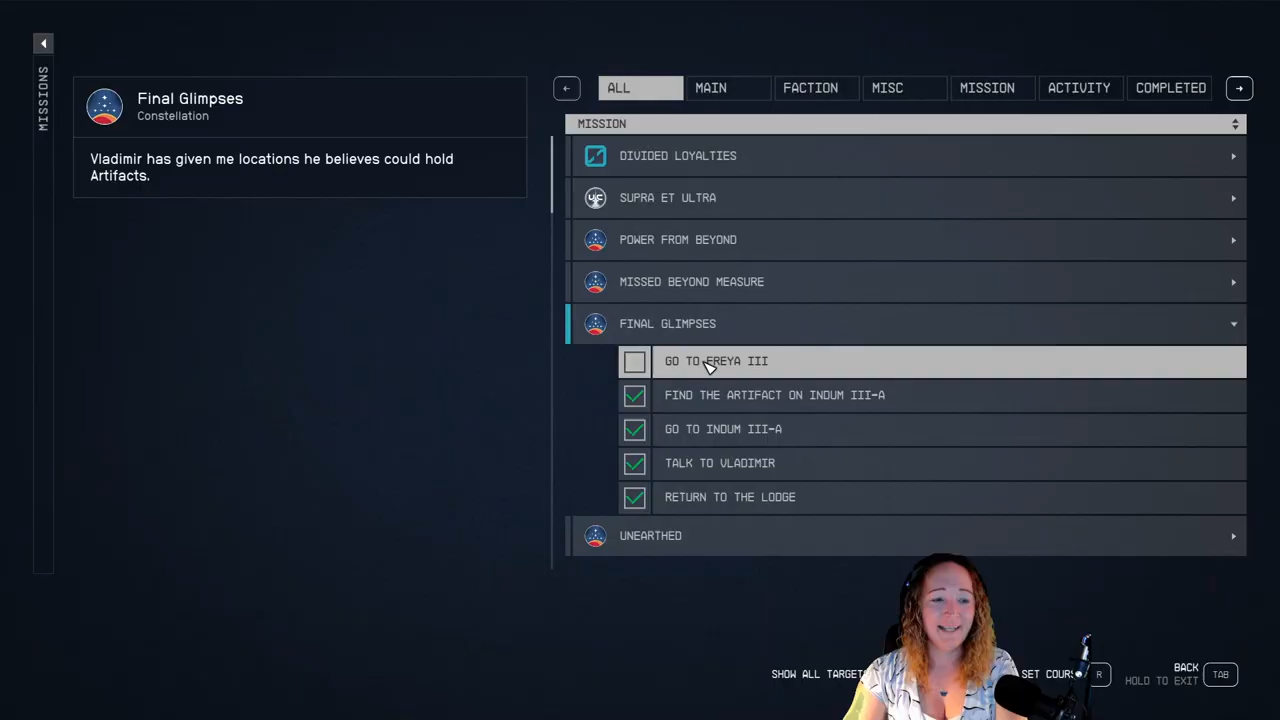 MISSIONS
Final Glimpses
Constellation
Vladimir has given me locations he believes could hold
Artifacts.
ALL
MAIN
FACTION
MISC
MISSION
ACTIVITY
COMPLETED
MISSION
DIVIDED LOYALTIES
SUPRA ET ULTRA
POWER FROM BEYOND
MISSED BEYOND MEASURE
FINAL GLIMPSES
GO TO FREYA III
FIND THE ARTIFACT ON INDUM III-A
GO TO INDUM III-A
TALK TO VLADIMIR
RETURN TO THE LODGE
UNEARTHED
SHOW ALL
SET
R
BACK
HOLD TO EXIT
TAB